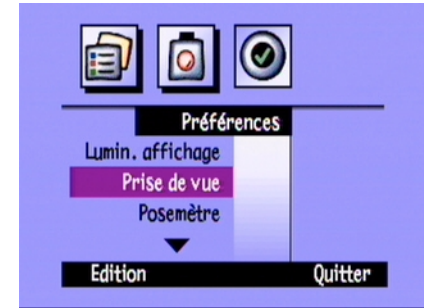 Préférences
Lumin. affichage
Prise de vue
Posemètre
Edition Quitter